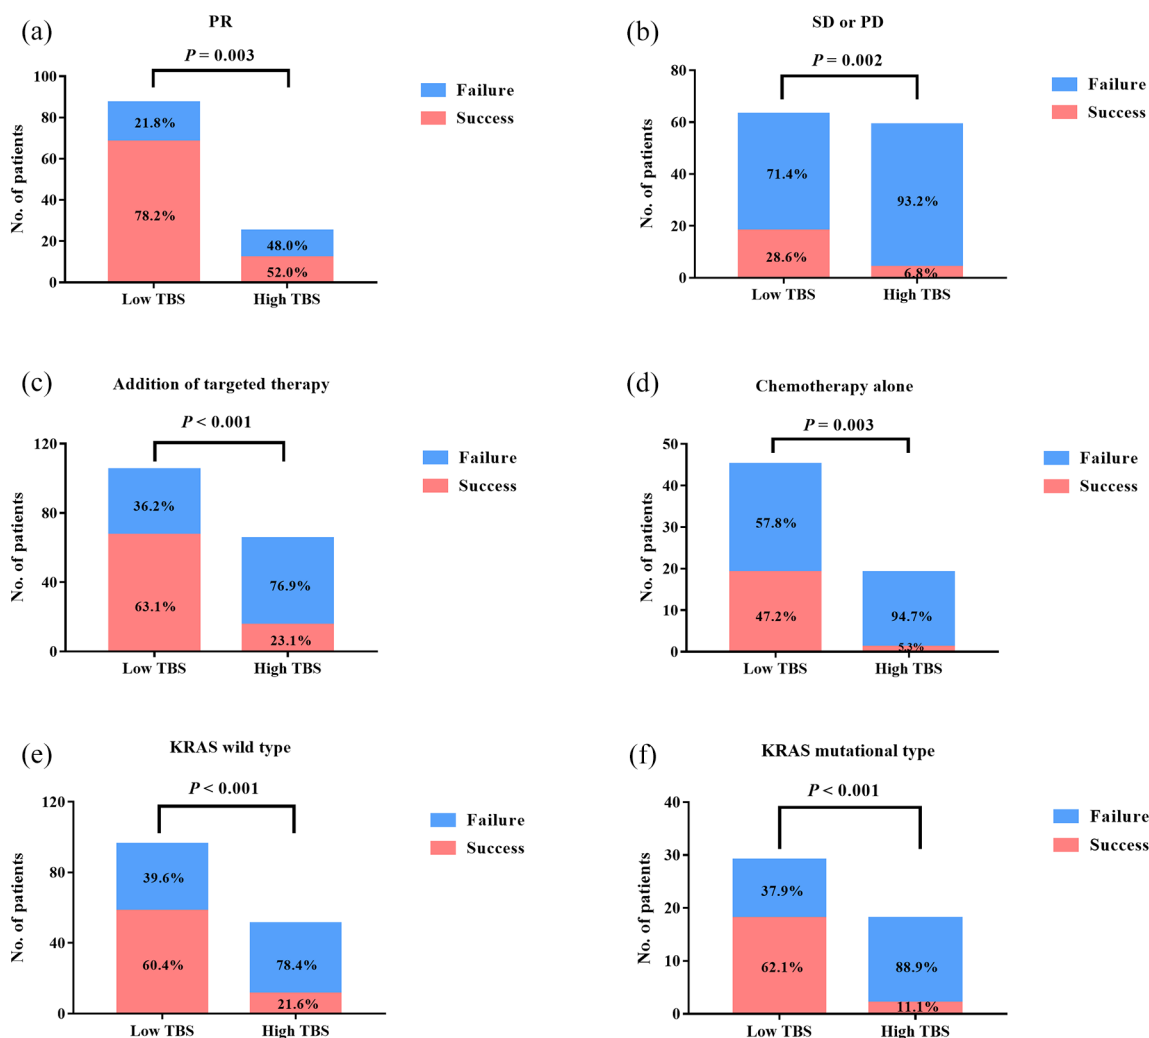 (a)
PR
P = 0.003
No. of patients
100
80
60
40
20
0
21.8%
78.2%
48.0%
52.0%
Low TBS
High TBS
Failure
Success
(b)
SD or PD
P = 0.002
No. of patients
80
60
40
20
0
71.4%
28.6%
93.2%
6.8%
Low TBS
High TBS
Failure
Success
(c)
Addition of targeted therapy
P < 0.001
No. of patients
120
80
40
0
36.2%
63.1%
76.9%
23.1%
Low TBS
High TBS
Failure
Success
(d)
Chemotherapy alone
P = 0.003
No. of patients
50
40
30
20
10
0
57.8%
47.2%
94.7%
5.3%
Low TBS
High TBS
Failure
Success
(e)
KRAS wild type
P < 0.001
No. of patients
120
80
40
0
39.6%
60.4%
78.4%
21.6%
Low TBS
High TBS
Failure
Success
(f)
KRAS mutational type
P < 0.001
No. of patients
40
30
20
10
0
37.9%
62.1%
88.9%
11.1%
Low TBS
High TBS
Failure
Success